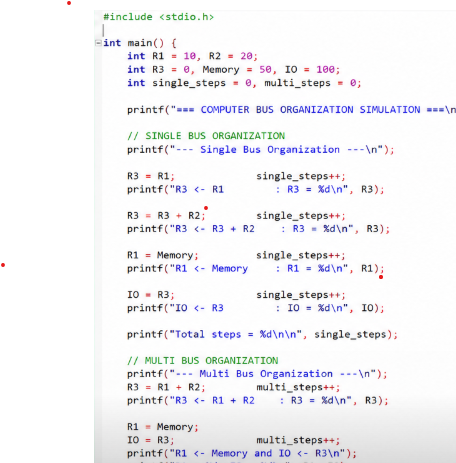 #include <stdio.h>
int main() {
int R1 = 10, R2 = 20;
int R3 = 0, Memory = 50, IO = 100;
int single_steps = 0, multi_steps = 0;
printf("=== COMPUTER BUS ORGANIZATION SIMULATION ===\n
// SINGLE BUS ORGANIZATION
printf("--- Single Bus Organization ---\n");
R3 = R1; single_steps++;
printf("R3 <- R1 : R3 = %d\n", R3);
R3 = R3 + R2; single_steps++;
printf("R3 <- R3 + R2 : R3 = %d\n", R3);
R1 = Memory; single_steps++;
printf("R1 <- Memory : R1 = %d\n", R1);
IO = R3; single_steps++;
printf("IO <- R3 : IO = %d\n", IO);
printf("Total steps = %d\n\n", single_steps);
// MULTI BUS ORGANIZATION
printf("--- Multi Bus Organization ---\n");
R3 = R1 + R2; multi_steps++;
printf("R3 <- R1 + R2 : R3 = %d\n", R3);
R1 = Memory;
IO = R3; multi_steps++;
printf("R1 <- Memory and IO <- R3\n");